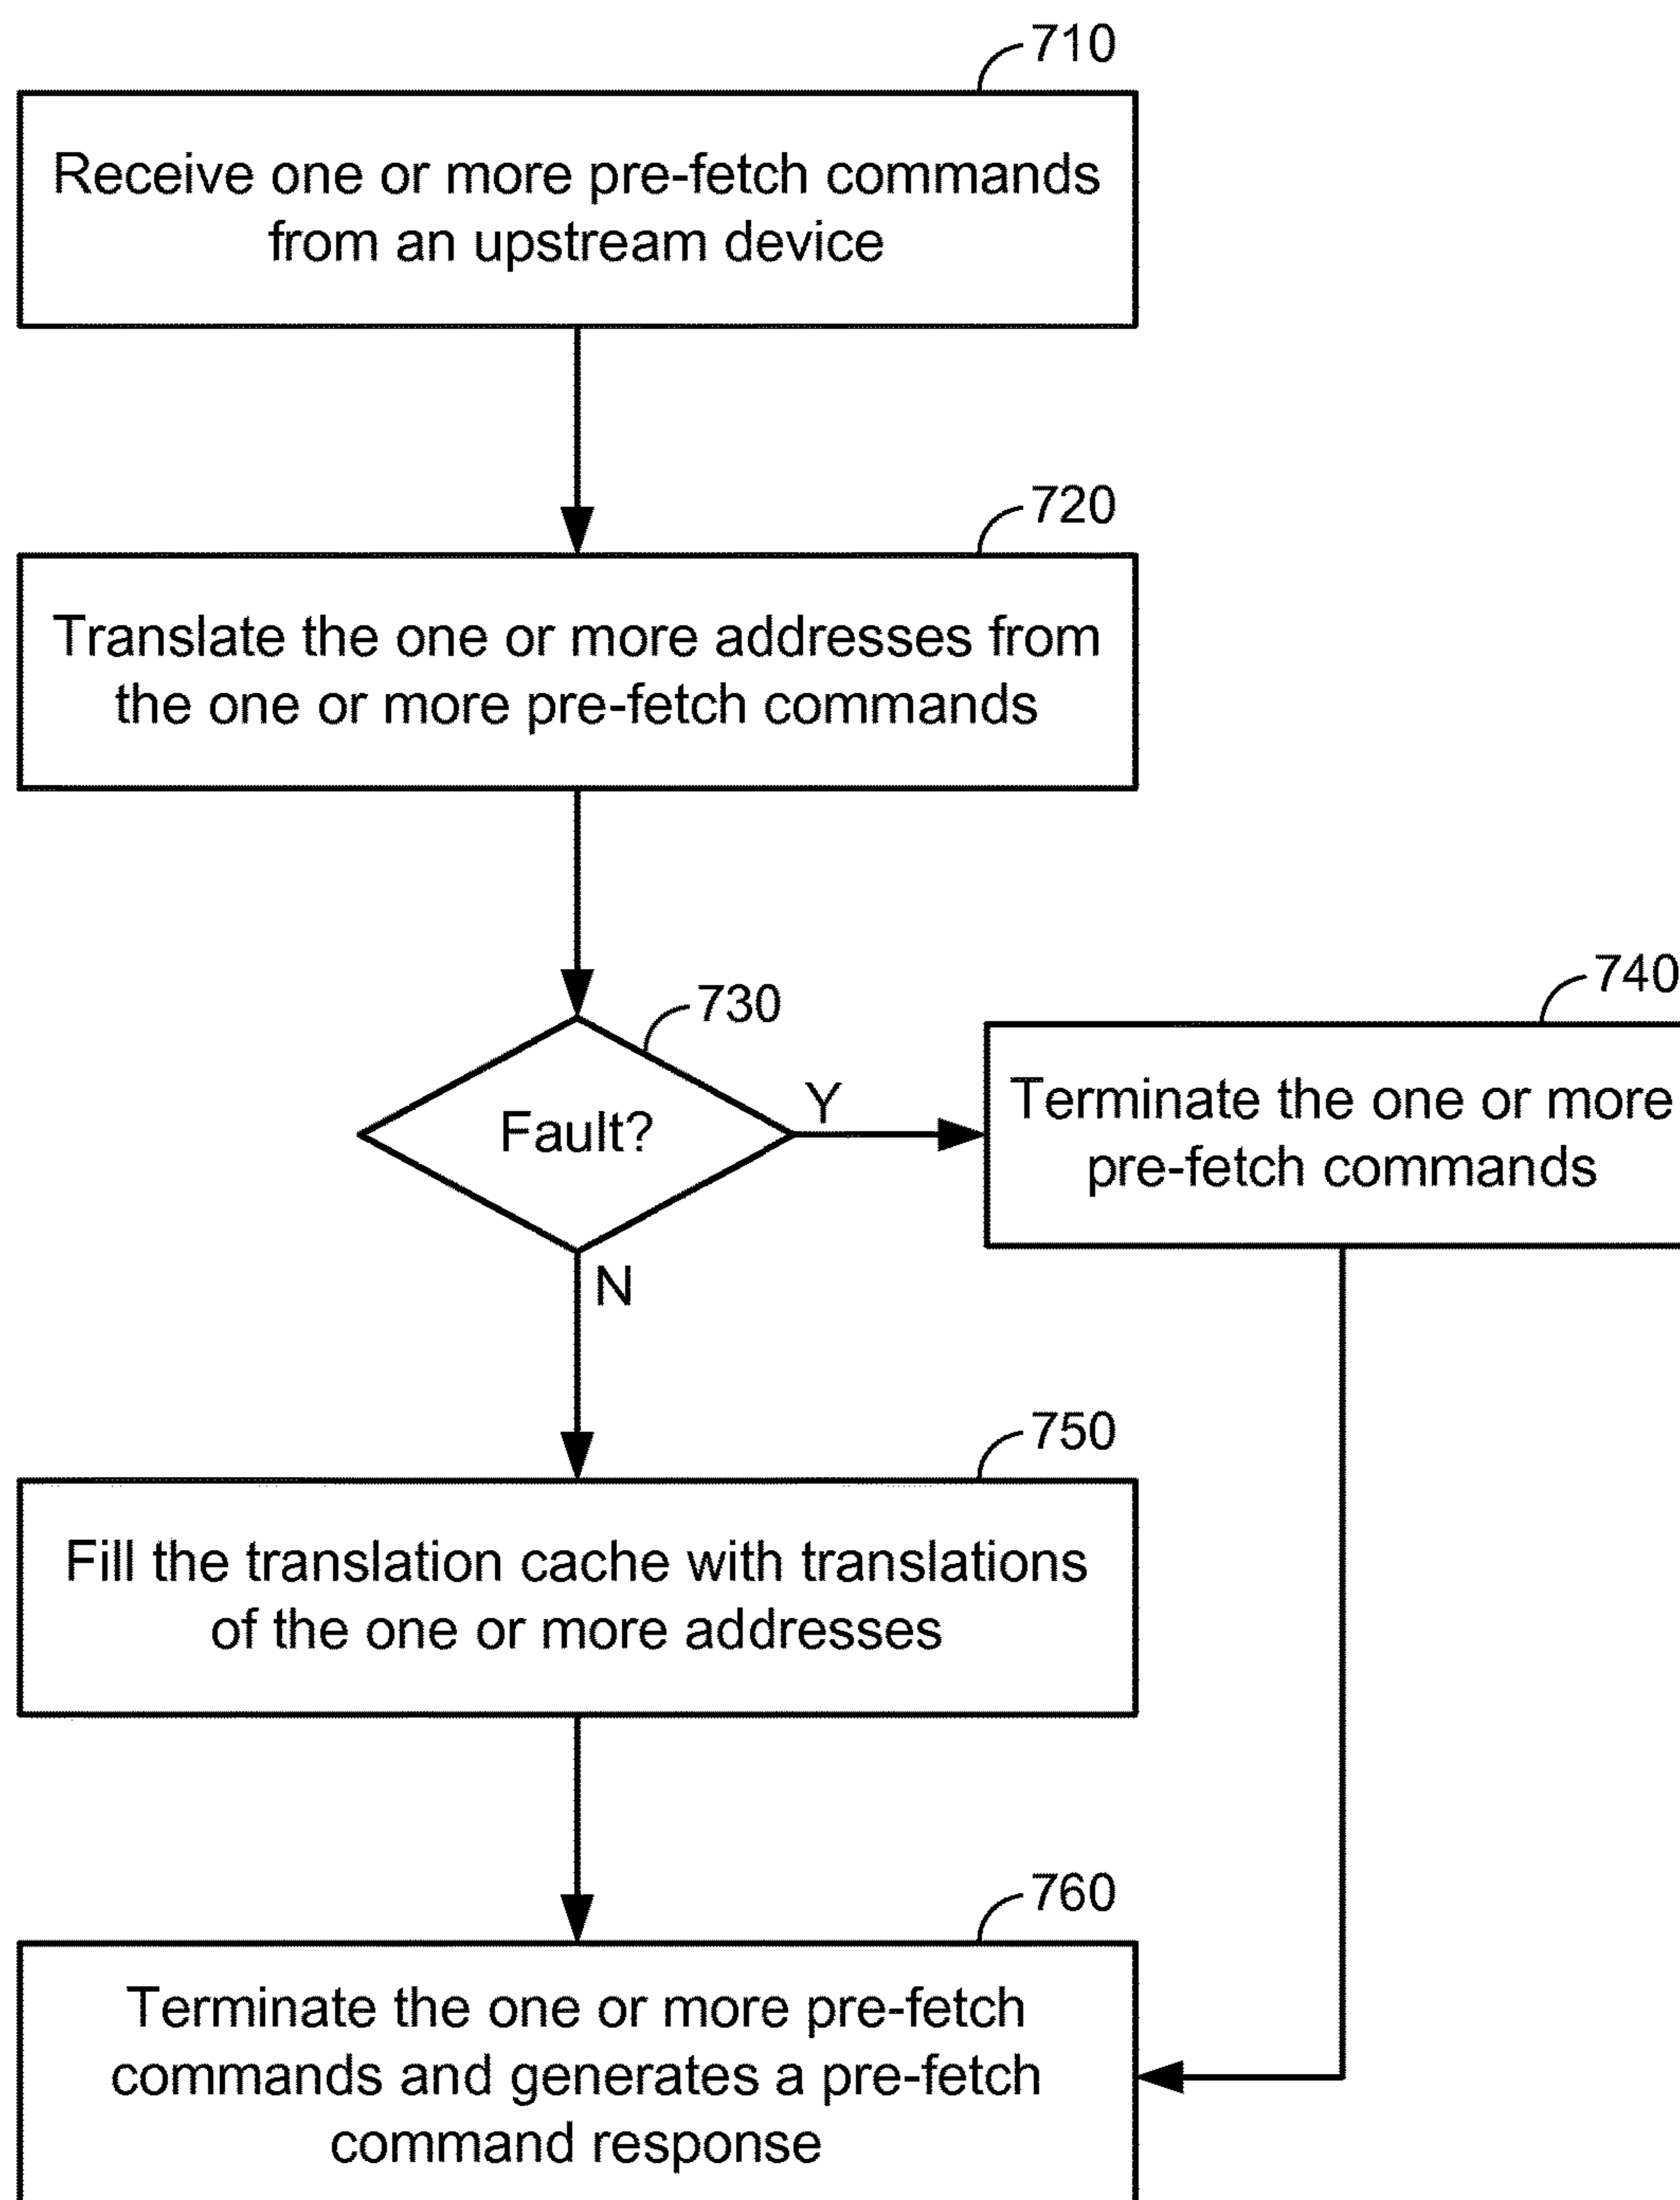 710
Receive one or more pre-fetch commands
from an upstream device
720
Translate the one or more addresses from
the one or more pre-fetch commands
730
Fault?
Y
N
740
Terminate the one or more
pre-fetch commands
750
Fill the translation cache with translations
of the one or more addresses
760
Terminate the one or more pre-fetch
commands and generates a pre-fetch
command response